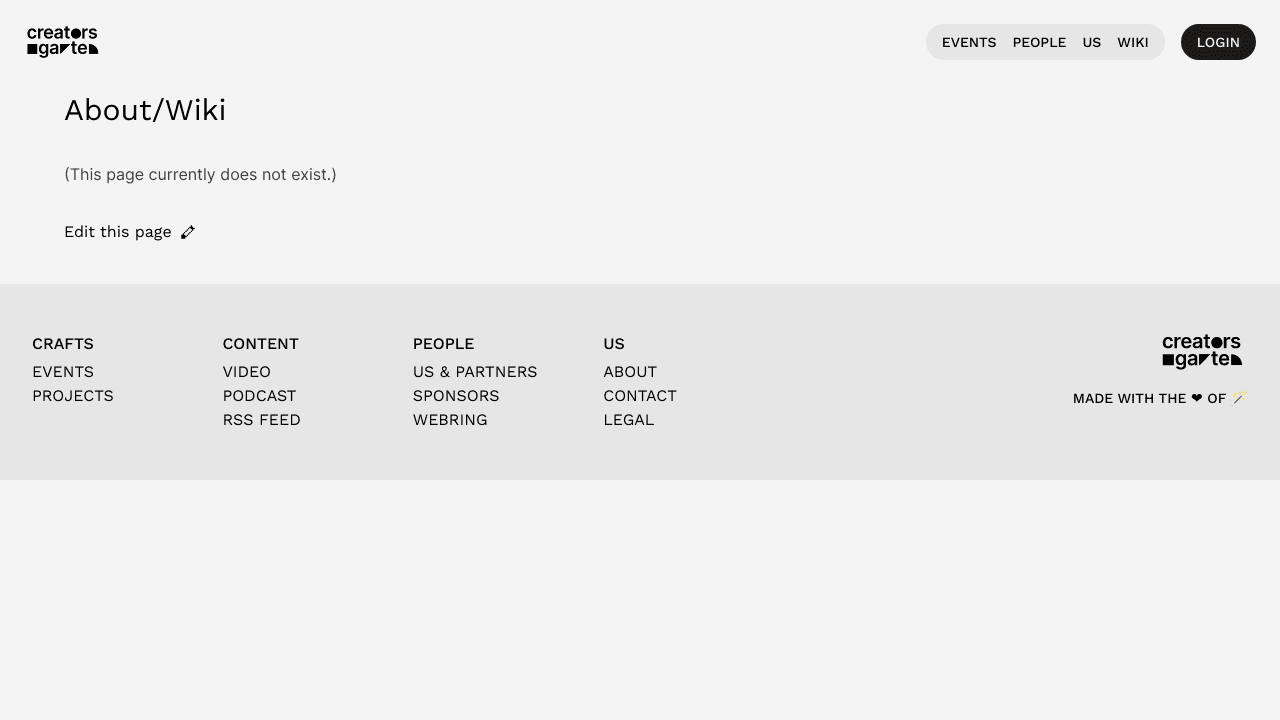 creators
garten
EVENTS PEOPLE US WIKI
LOGIN
About/Wiki
(This page currently does not exist.)
Edit this page
CRAFTS
EVENTS
PROJECTS
CONTENT
VIDEO
PODCAST
RSS FEED
PEOPLE
US & PARTNERS
SPONSORS
WEBRING
US
ABOUT
CONTACT
LEGAL
creators
garten
MADE WITH THE ❤ OF 🪄